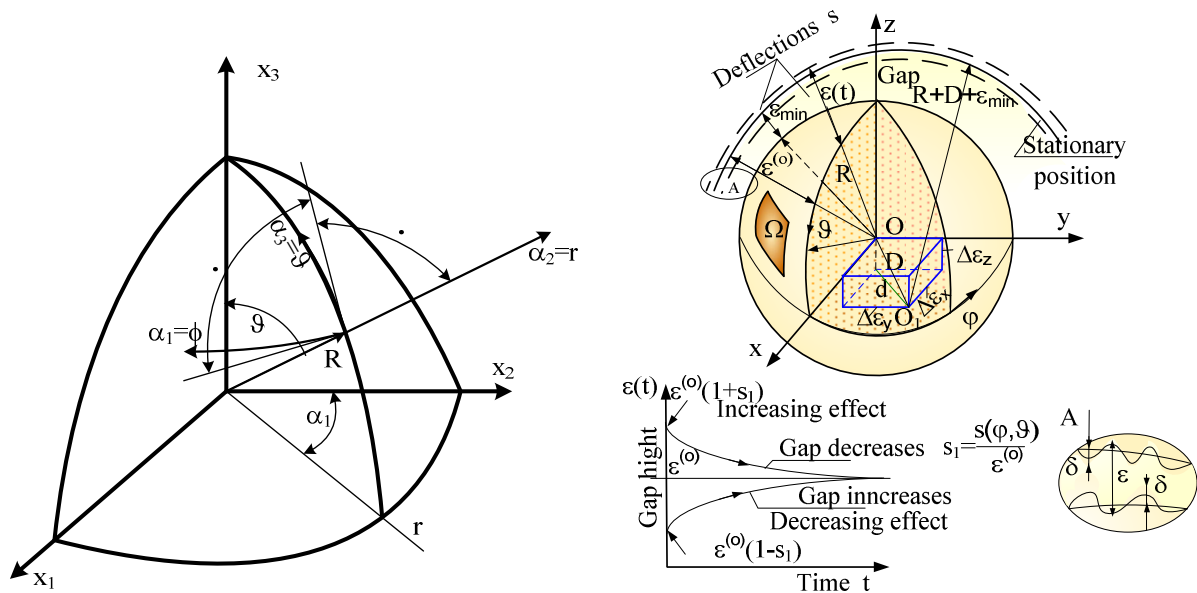 x₃
α₃=ϑ
α₂=r
α₁=ϕ
ϑ
R
x₂
α₁
r
x₁
Deflections s
z
Gap
ε(t)
R+D+εmin
εmin
Stationary
position
ε⁽ᵒ⁾
A
R
Ω
ϑ
O
y
D
Δεz
d
Δεx
Δεy
O₁
φ
x
ε(t)
ε⁽ᵒ⁾(1+s₁)
Increasing effect
Gap decreases
ε⁽ᵒ⁾
Gap inncreases
Decreasing effect
ε⁽ᵒ⁾(1-s₁)
Gap hight
Time t
s₁=s(φ,ϑ)/ε⁽ᵒ⁾
A
δ
ε
δ